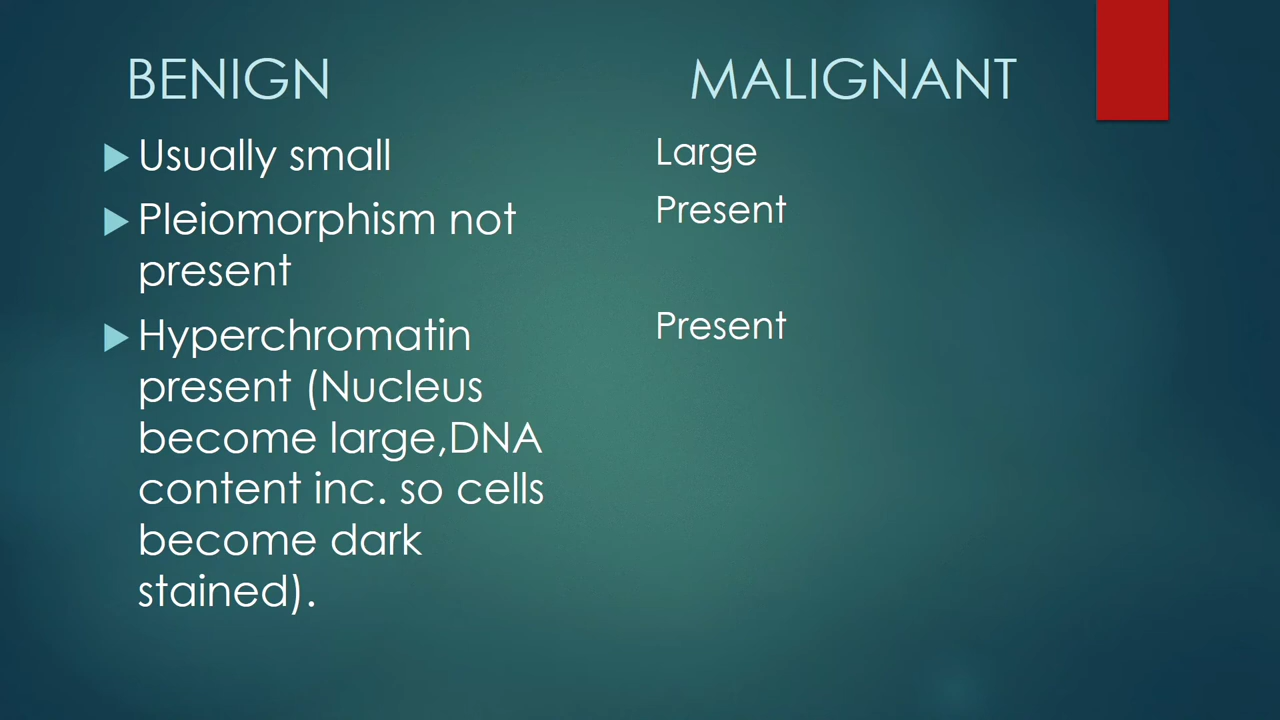 BENIGN
MALIGNANT
Usually small
Pleiomorphism not
present
Hyperchromatin
present (Nucleus
become large,DNA
content inc. so cells
become dark
stained).
Large
Present
Present